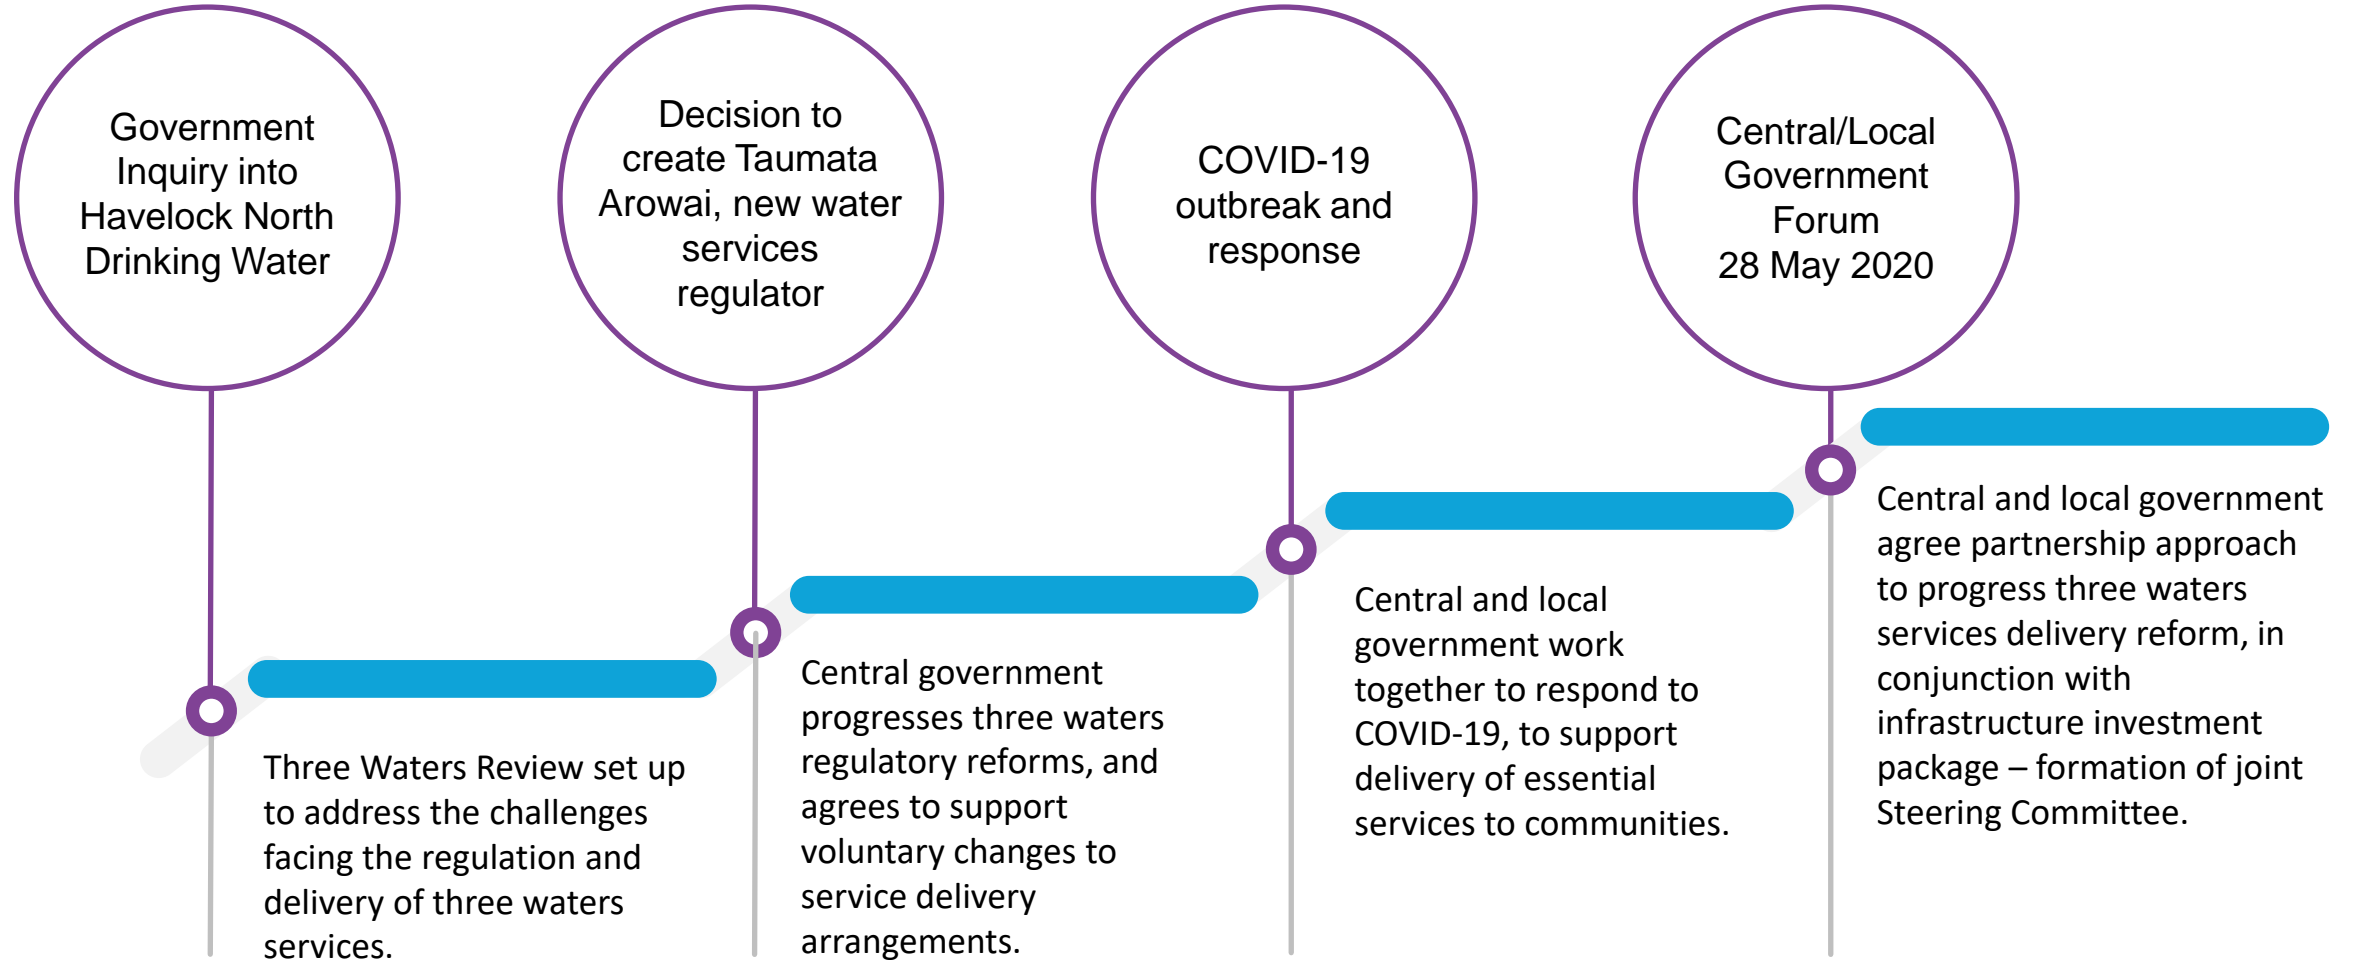 Government
Inquiry into
Havelock North
Drinking Water
Decision to
create Taumata
Arowai, new water
services
regulator
COVID-19
outbreak and
response
Central/Local
Government
Forum
28 May 2020
Three Waters Review set up
to address the challenges
facing the regulation and
delivery of three waters
services.
Central government
progresses three waters
regulatory reforms, and
agrees to support
voluntary changes to
service delivery
arrangements.
Central and local
government work
together to respond to
COVID-19, to support
delivery of essential
services to communities.
Central and local government
agree partnership approach
to progress three waters
services delivery reform, in
conjunction with
infrastructure investment
package – formation of joint
Steering Committee.